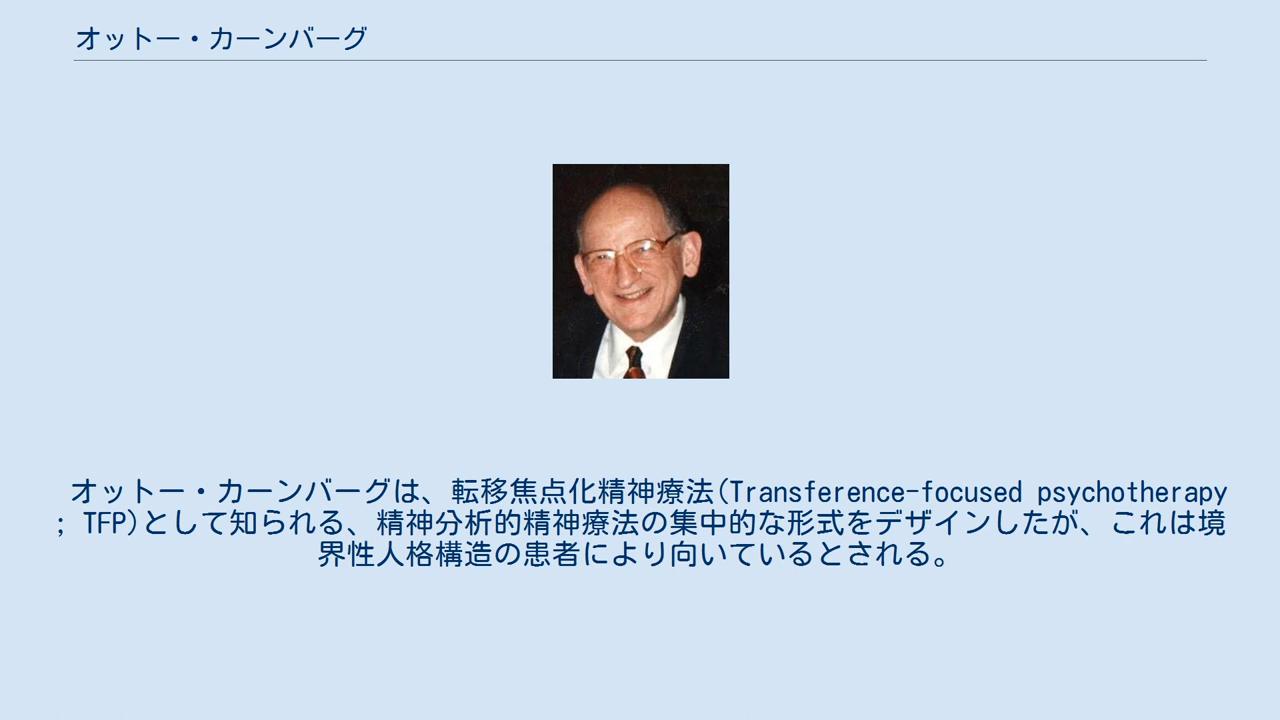 オットー・カーンバーグ
オットー・カーンバーグは、転移焦点化精神療法(Transference-focused psychotherapy
; TFP)として知られる、精神分析的精神療法の集中的な形式をデザインしたが、これは境
界性人格構造の患者により向いているとされる。